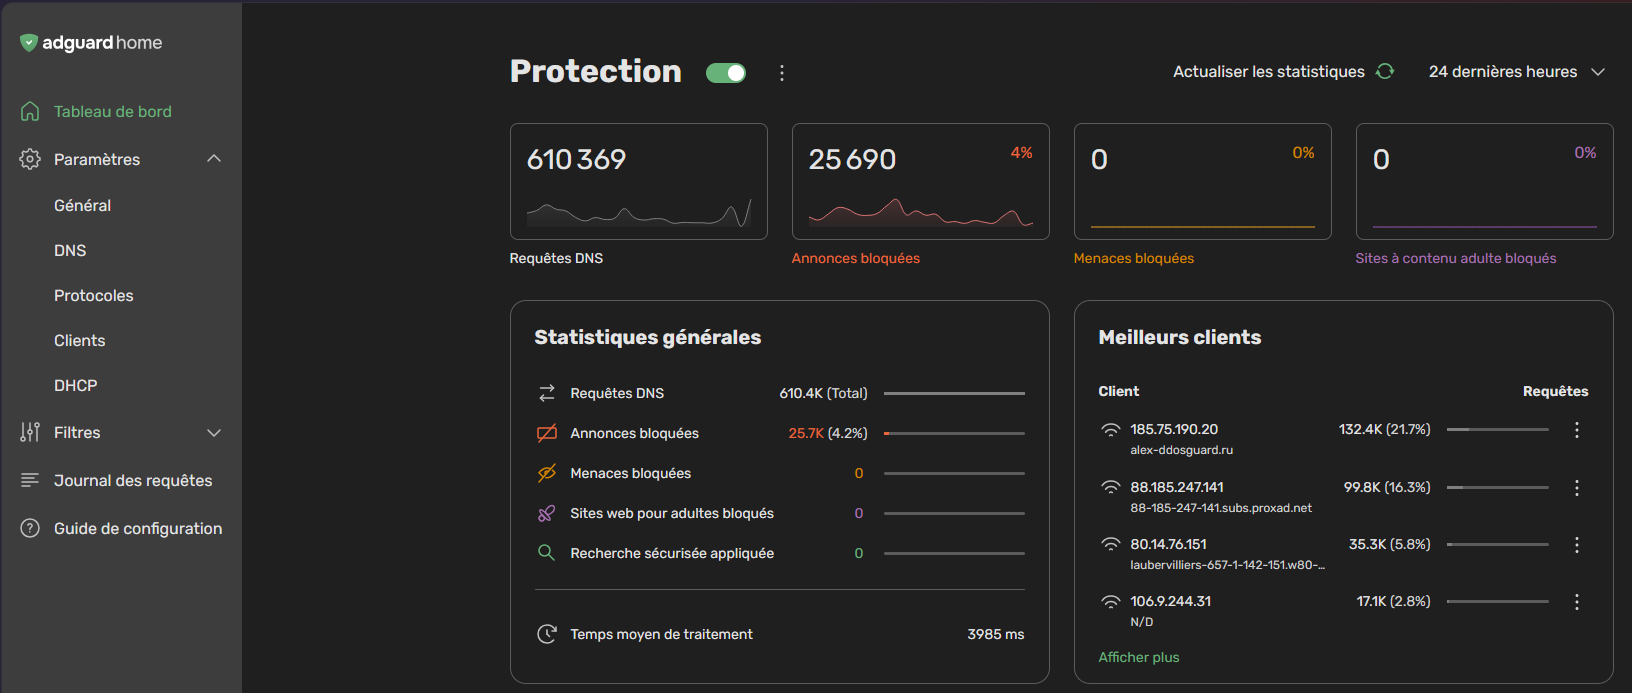 adguard home
Tableau de bord
Paramètres
Général
DNS
Protocoles
Clients
DHCP
Filtres
Journal des requêtes
Guide de configuration
Protection
Actualiser les statistiques
24 dernières heures
610 369
Requêtes DNS
25 690
4%
Annonces bloquées
0
0%
Menaces bloquées
0
0%
Sites à contenu adulte bloqués
Statistiques générales
Requêtes DNS 610.4K (Total)
Annonces bloquées 25.7K (4.2%)
Menaces bloquées 0
Sites web pour adultes bloqués 0
Recherche sécurisée appliquée 0
Temps moyen de traitement 3985 ms
Meilleurs clients
Client Requêtes
185.75.190.20 132.4K (21.7%)
alex-ddosguard.ru
88.185.247.141 99.8K (16.3%)
88-185-247-141.subs.proxad.net
80.14.76.151 35.3K (5.8%)
laubervilliers-657-1-142-151.w80-...
106.9.244.31 17.1K (2.8%)
N/D
Afficher plus